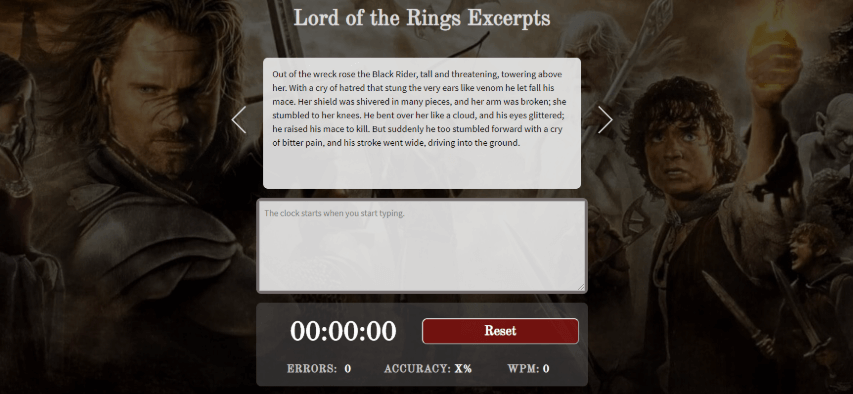 Lord of the Rings Excerpts
Out of the wreck rose the Black Rider, tall and threatening, towering above
her. With a cry of hatred that stung the very ears like venom he let fall his
mace. Her shield was shivered in many pieces, and her arm was broken; she
stumbled to her knees. He bent over her like a cloud, and his eyes glittered;
he raised his mace to kill. But suddenly he too stumbled forward with a cry
of bitter pain, and his stroke went wide, driving into the ground.
The clock starts when you start typing.
00:00:00 Reset
ERRORS: 0 ACCURACY: X% WPM: 0